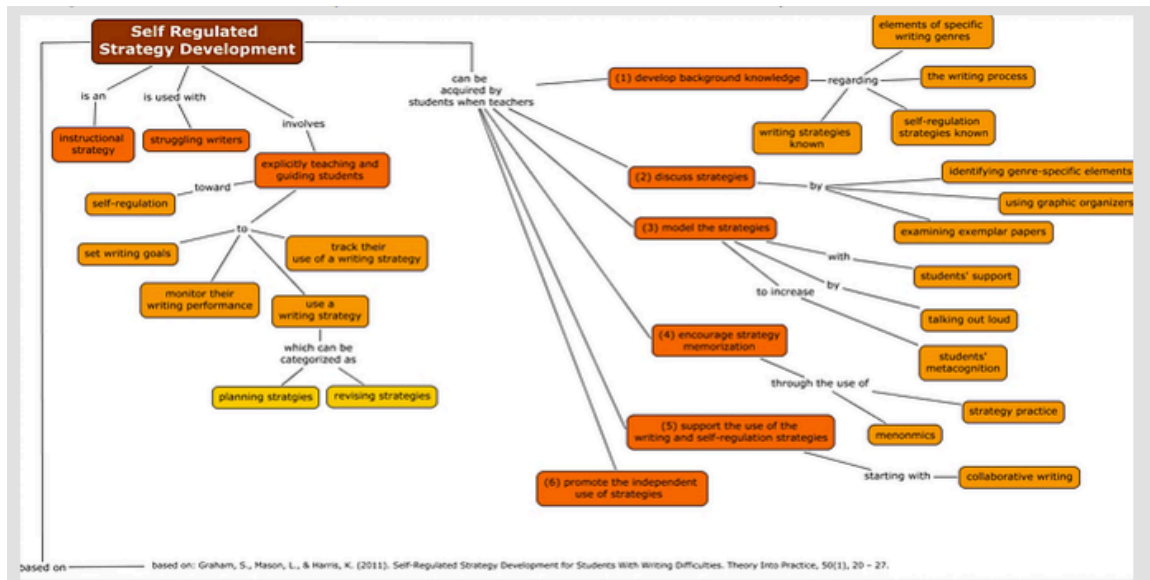 Self Regulated
Strategy Development
is an
is used with
involves
instructional
strategy
struggling writers
explicitly teaching and
guiding students
toward
self-regulation
to
set writing goals
track their
use of a writing strategy
monitor their
writing performance
use a
writing strategy
which can be
categorized as
planning stratgies
revising strategies
can be
acquired by
students when teachers
(1) develop background knowledge
regarding
elements of specific
writing genres
the writing process
self-regulation
strategies known
writing strategies
known
(2) discuss strategies
by
identifying genre-specific elements
using graphic organizers
examining exemplar papers
(3) model the strategies
with
students' support
by
talking out loud
to increase
students'
metacognition
(4) encourage strategy
memorization
through the use of
strategy practice
menonmics
(5) support the use of the
writing and self-regulation strategies
starting with
collaborative writing
(6) promote the independent
use of strategies
based on
based on: Graham, S., Mason, L., & Harris, K. (2011). Self-Regulated Strategy Development for Students With Writing Difficulties. Theory Into Practice, 50(1), 20 – 27.